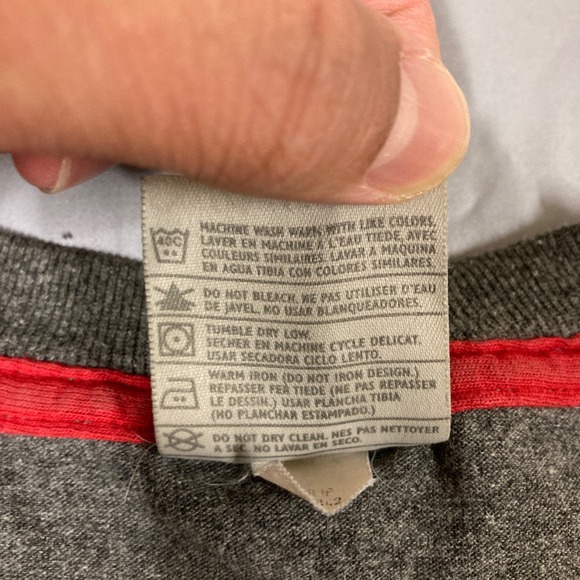 40C
MACHINE WASH WARM WITH LIKE COLORS.
LAVER EN MACHINE A L'EAU TIEDE, AVEC
COULEURS SIMILAIRES. LAVAR A MAQUINA
EN AGUA TIBIA CON COLORES SIMILARES.
DO NOT BLEACH. NE PAS UTILISER D'EAU
DE JAVEL. NO USAR BLANQUEADORES.
TUMBLE DRY LOW.
SECHER EN MACHINE CYCLE DELICAT.
USAR SECADORA CICLO LENTO.
WARM IRON (DO NOT IRON DESIGN.)
REPASSER FER TIEDE (NE PAS REPASSER
LE DESSIN.) USAR PLANCHA TIBIA
(NO PLANCHAR ESTAMPADO.)
DO NOT DRY CLEAN. NES PAS NETTOYER
A SEC. NO LAVAR EN SECO.